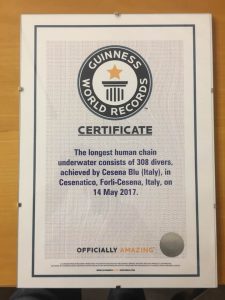 GUINNESS
WORLD RECORDS
CERTIFICATE
The longest human chain
underwater consists of 308 divers,
achieved by Cesena Blu (Italy), in
Cesenatico, Forlì-Cesena, Italy, on
14 May 2017.
OFFICIALLY AMAZING